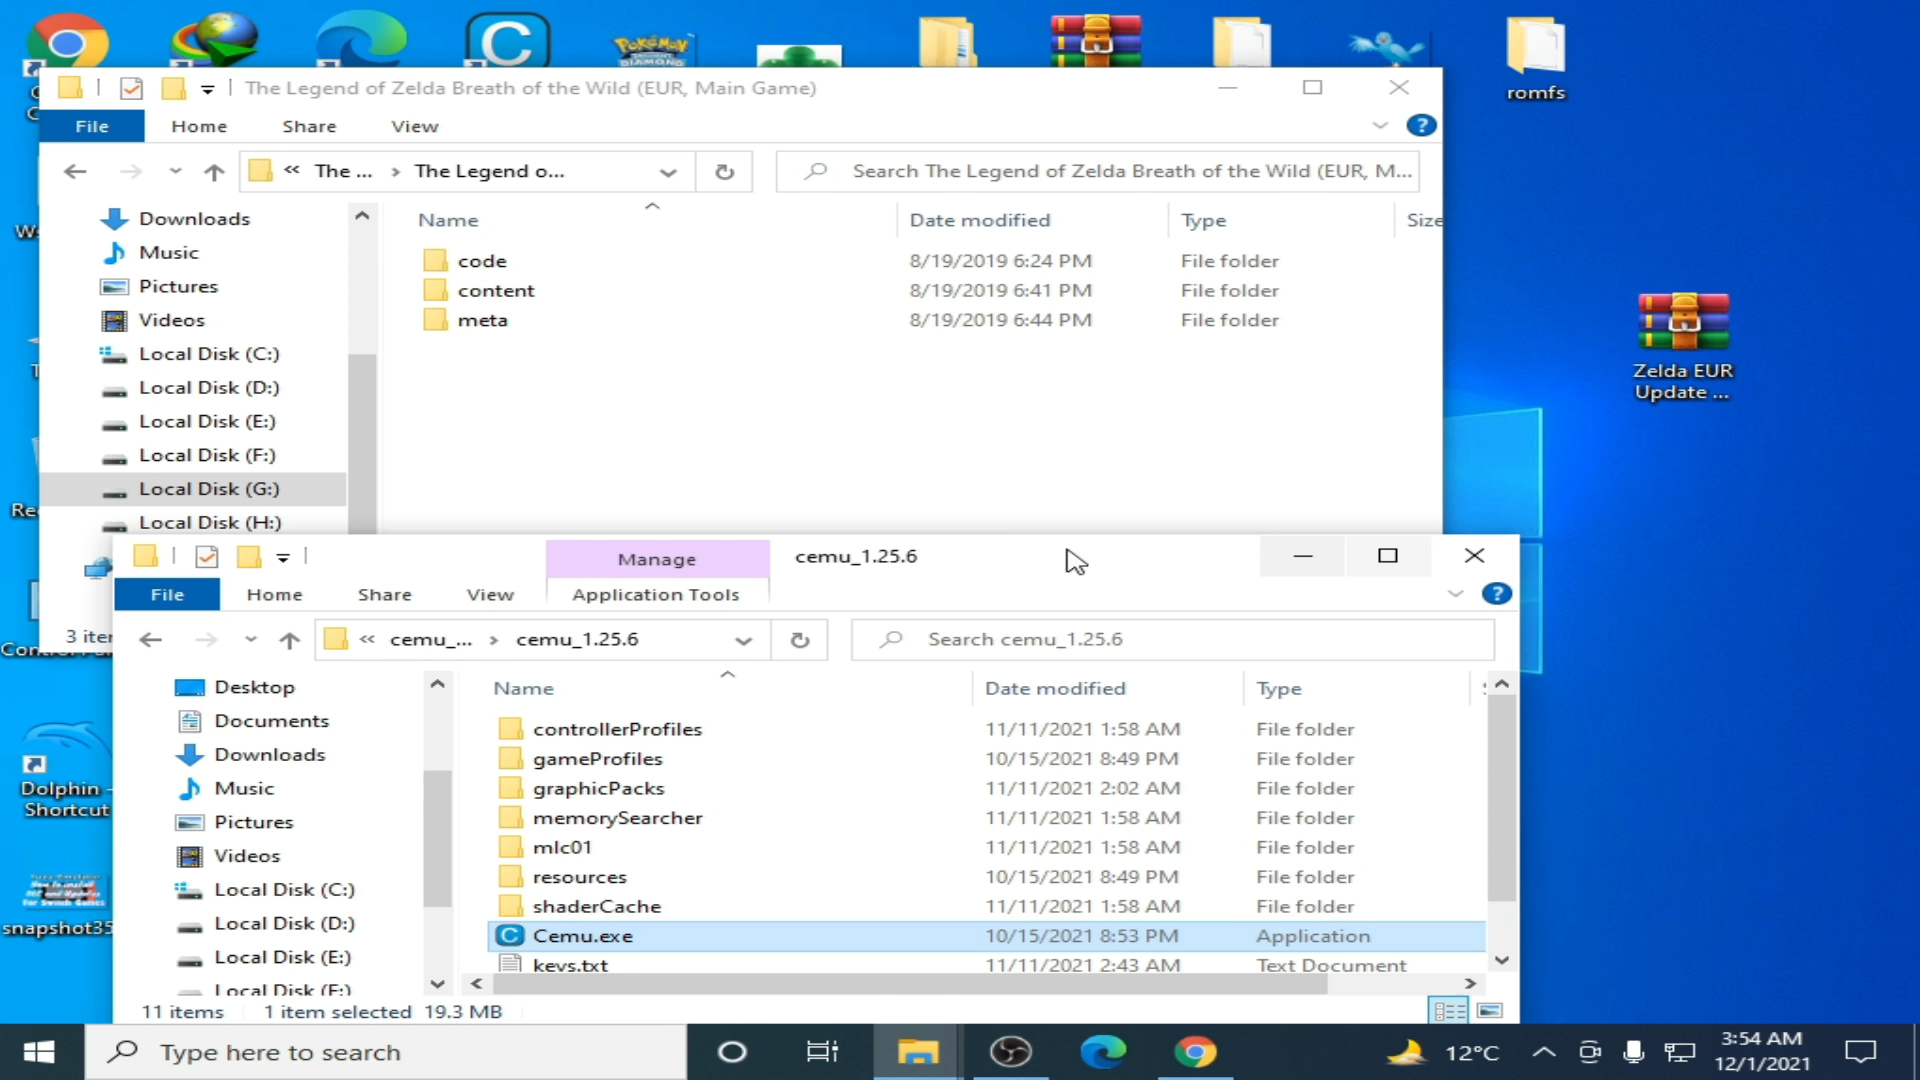 POKéMON
DIAMOND
romfs
The Legend of Zelda Breath of the Wild (EUR, Main Game)
File Home Share View
« The ... › The Legend o...
Search The Legend of Zelda Breath of the Wild (EUR, M...
Name Date modified Type Size
Downloads
Music
Pictures
Videos
Local Disk (C:)
Local Disk (D:)
Local Disk (E:)
Local Disk (F:)
Local Disk (G:)
Local Disk (H:)
code 8/19/2019 6:24 PM File folder
content 8/19/2019 6:41 PM File folder
meta 8/19/2019 6:44 PM File folder
Zelda EUR
Update ...
3 iter
Manage cemu_1.25.6
File Home Share View Application Tools
« cemu_... › cemu_1.25.6
Search cemu_1.25.6
Name Date modified Type
Desktop
Documents
Downloads
Music
Pictures
Videos
Local Disk (C:)
Local Disk (D:)
Local Disk (E:)
Local Disk (F:)
controllerProfiles 11/11/2021 1:58 AM File folder
gameProfiles 10/15/2021 8:49 PM File folder
graphicPacks 11/11/2021 2:02 AM File folder
memorySearcher 11/11/2021 1:58 AM File folder
mlc01 11/11/2021 1:58 AM File folder
resources 10/15/2021 8:49 PM File folder
shaderCache 11/11/2021 1:58 AM File folder
Cemu.exe 10/15/2021 8:53 PM Application
keys.txt 11/11/2021 2:43 AM Text Document
11 items 1 item selected 19.3 MB
Dolphin -
Shortcut
snapshot35
Type here to search
12°C
3:54 AM
12/1/2021